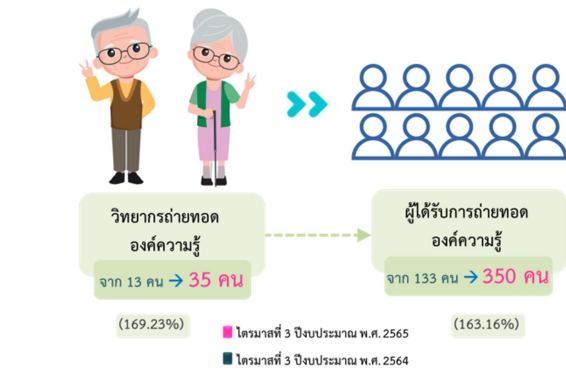 วิทยากรถ่ายทอด
องค์ความรู้
จาก 13 คน → 35 คน
(169.23%)
ผู้ได้รับการถ่ายทอด
องค์ความรู้
จาก 133 คน → 350 คน
(163.16%)
ไตรมาสที่ 3 ปีงบประมาณ พ.ศ. 2565
ไตรมาสที่ 3 ปีงบประมาณ พ.ศ. 2564